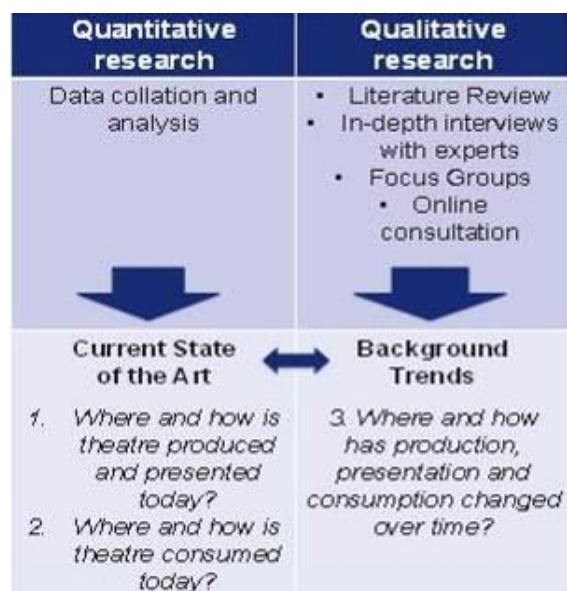 Quantitative research
Qualitative research
Data collation and
analysis
• Literature Review
• In-depth interviews
with experts
• Focus Groups
• Online
consultation
Current State
of the Art
Background
Trends
1. Where and how is
theatre produced
and presented
today?
2. Where and how is
theatre consumed
today?
3. Where and how
has production,
presentation and
consumption changed
over time?